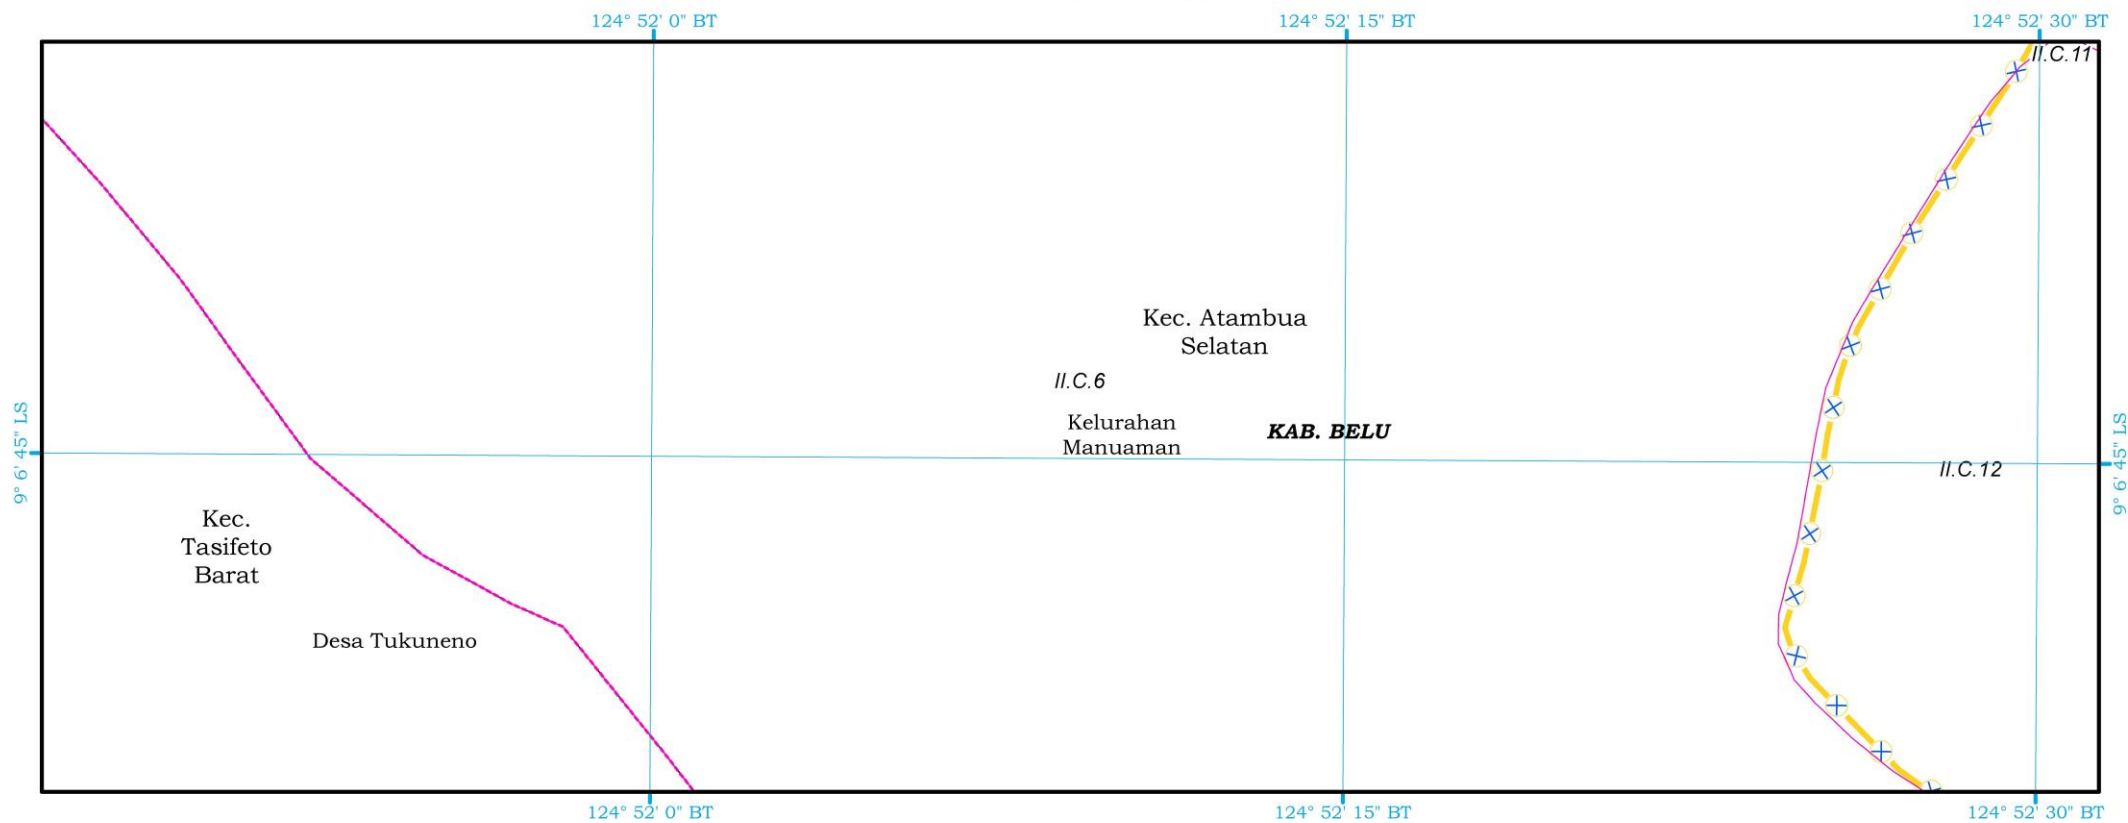 124° 52' 0" BT
124° 52' 15" BT
124° 52' 30" BT
II.C.11
Kec. Atambua
Selatan
II.C.6
Kelurahan
Manuaman
KAB. BELU
9° 6' 45" LS
9° 6' 45" LS
II.C.12
Kec.
Tasifeto
Barat
Desa Tukuneno
124° 52' 0" BT
124° 52' 15" BT
124° 52' 30" BT